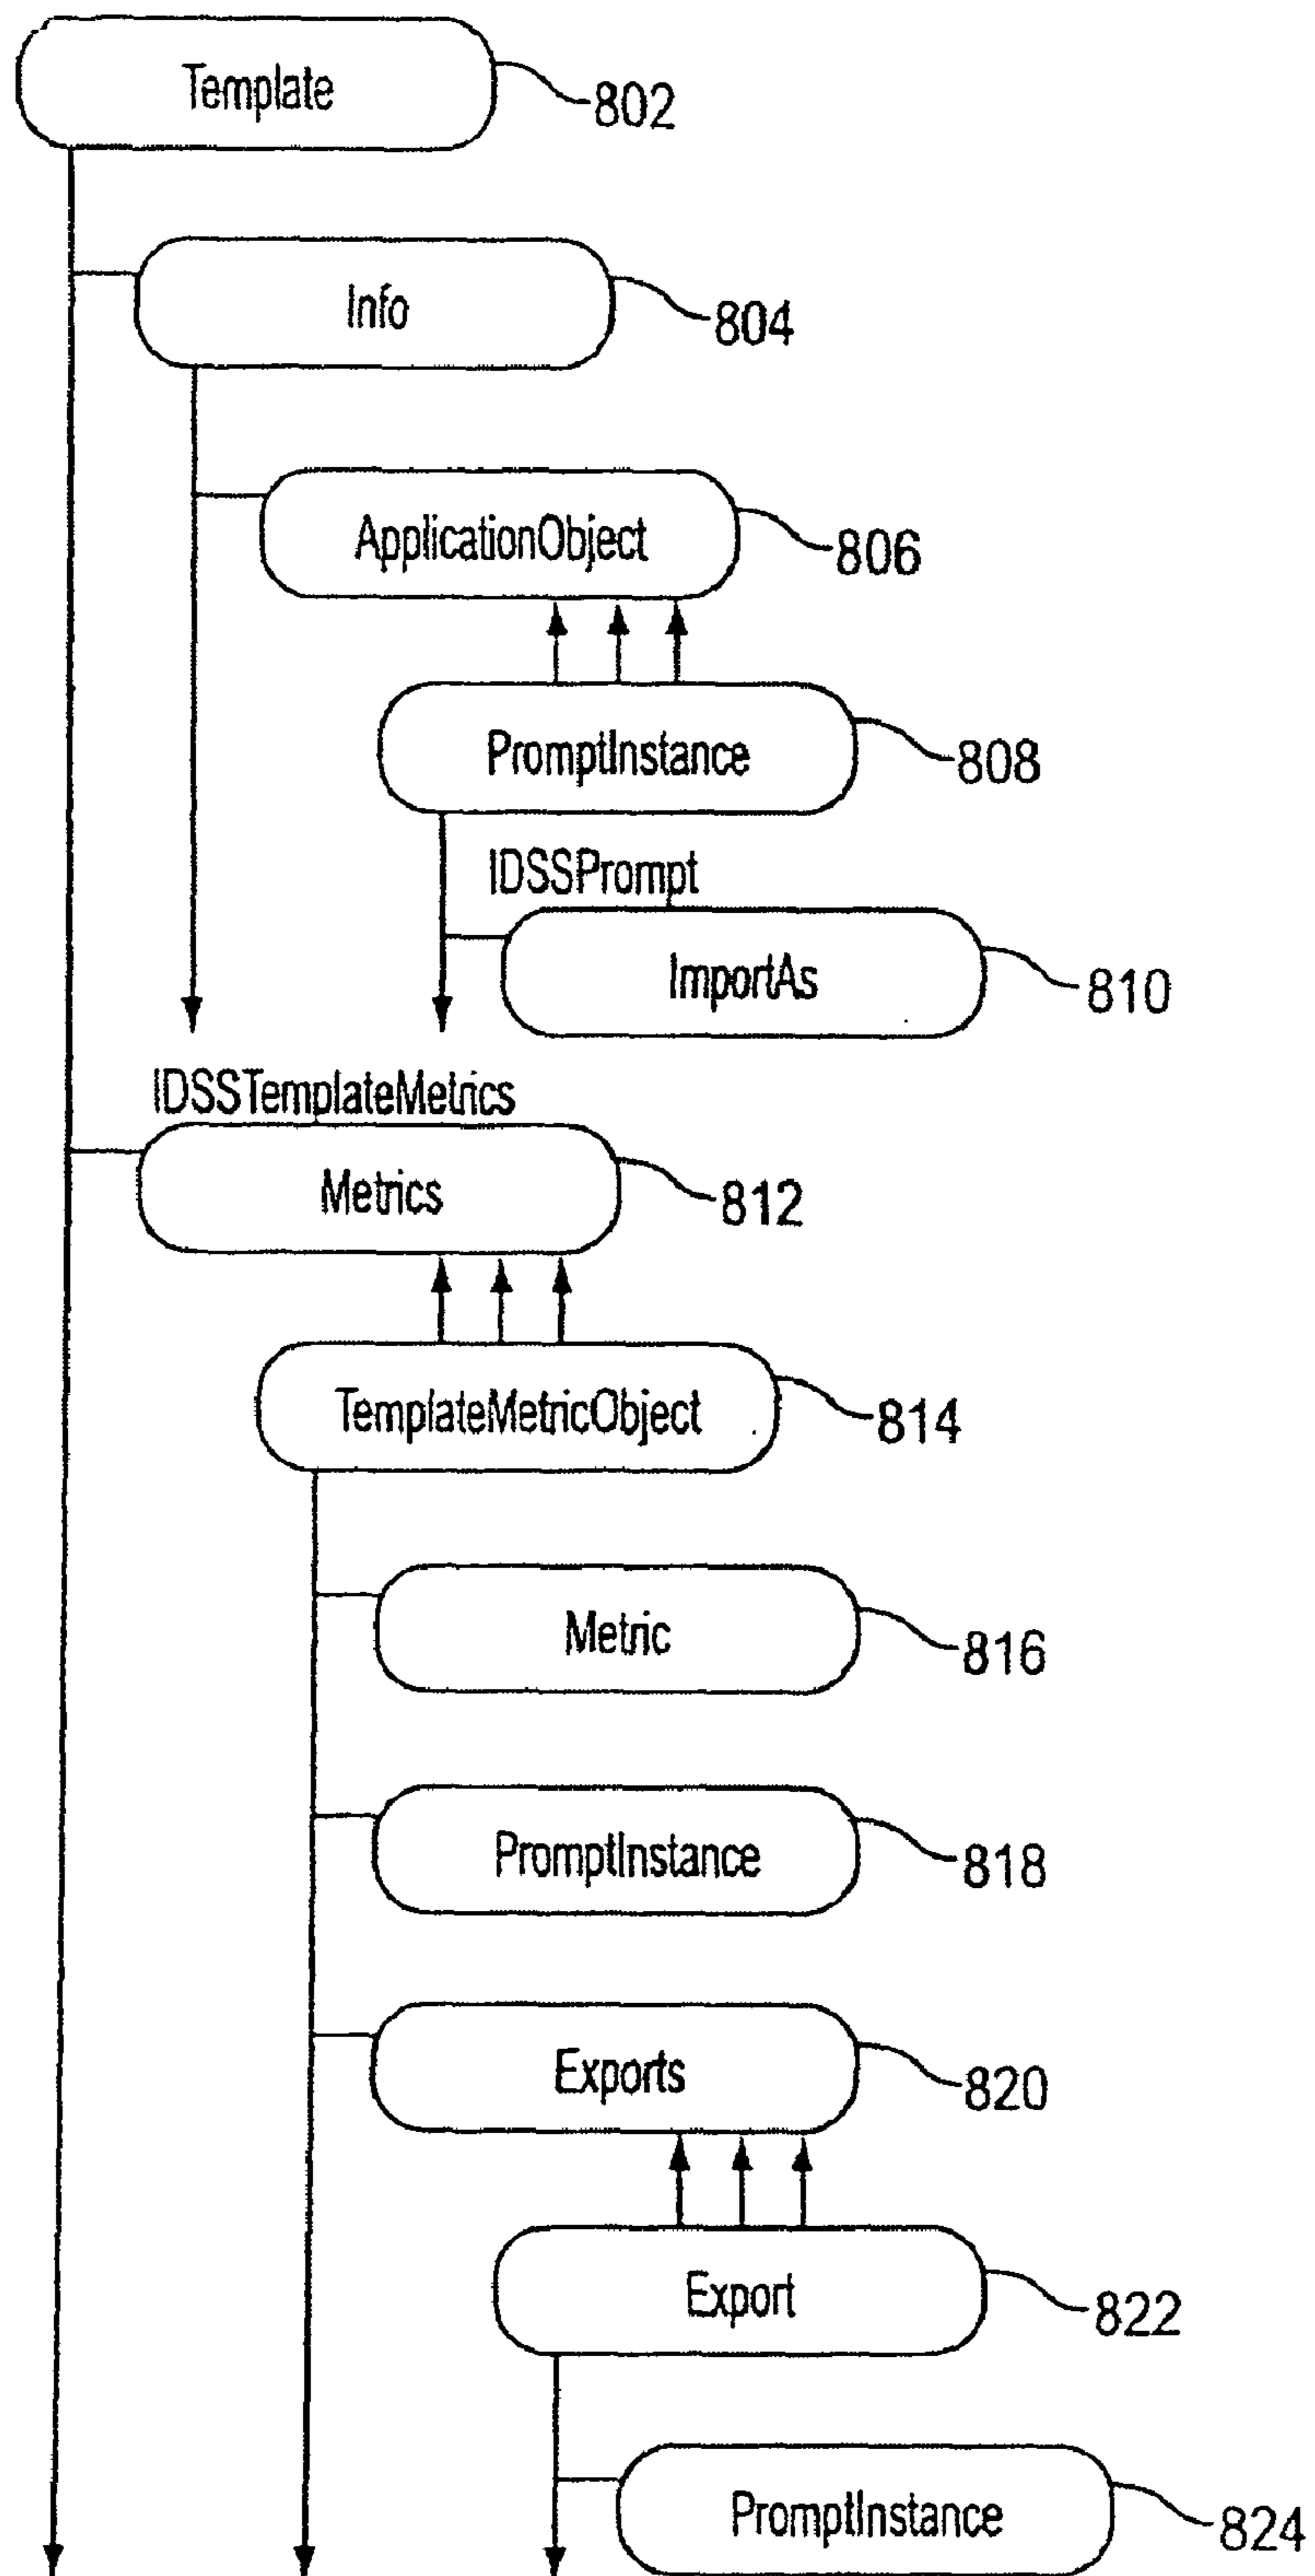 Template
802
Info
804
ApplicationObject
806
PromptInstance
808
IDSSPrompt
ImportAs
810
IDSSTemplateMetrics
Metrics
812
TemplateMetricObject
814
Metric
816
PromptInstance
818
Exports
820
Export
822
PromptInstance
824